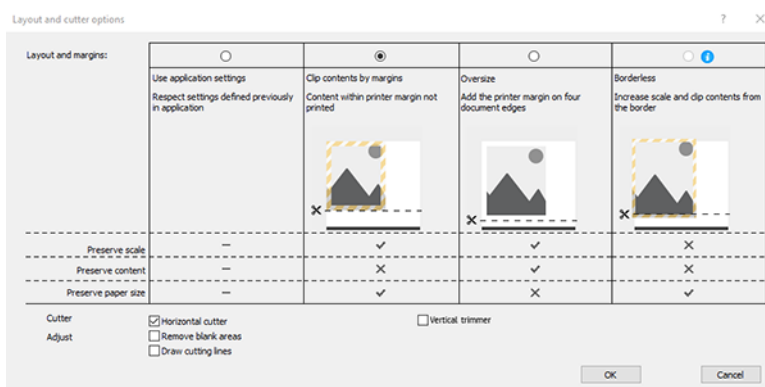 Layout and cutter options
Layout and margins:
Use application settings
Respect settings defined previously
in application
Clip contents by margins
Content within printer margin not
printed
Oversize
Add the printer margin on four
document edges
Borderless
Increase scale and clip contents from
the border
Preserve scale
Preserve content
Preserve paper size
Cutter
Horizontal cutter
Vertical trimmer
Adjust
Remove blank areas
Draw cutting lines
OK
Cancel